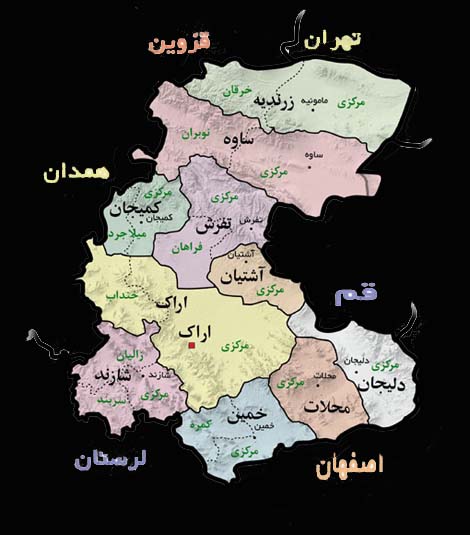 تهران
قزوین
خرقان
زرندیه
مامونیه
مرکزی
نوبران
ساوه
ساوه
مرکزی
همدان
مرکزی
کمیجان
کمیجان
میلاجرد
مرکزی
تفرش
تفرش
فراهان
آشتیان
آشتیان
مرکزی
قم
خنداب
اراک
اراک
مرکزی
دلیجان
مرکزی
دلیجان
محلات
مرکزی
محلات
زالیان
شازند
شازند
سربند
مرکزی
خمین
کمره
خمین
مرکزی
لرستان
اصفهان